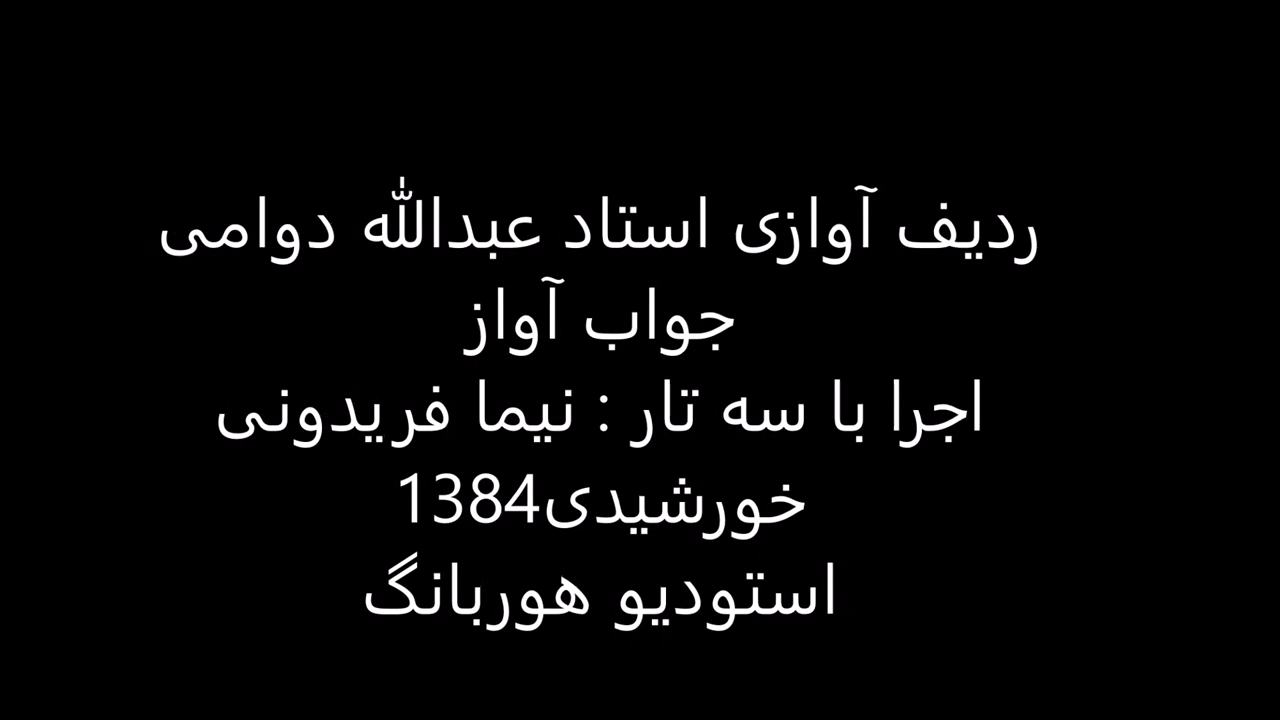 ردیف آوازی استاد عبدالله دوامی
جواب آواز
اجرا با سه تار : نیما فریدونی
خورشیدی1384
استودیو هوربانگ